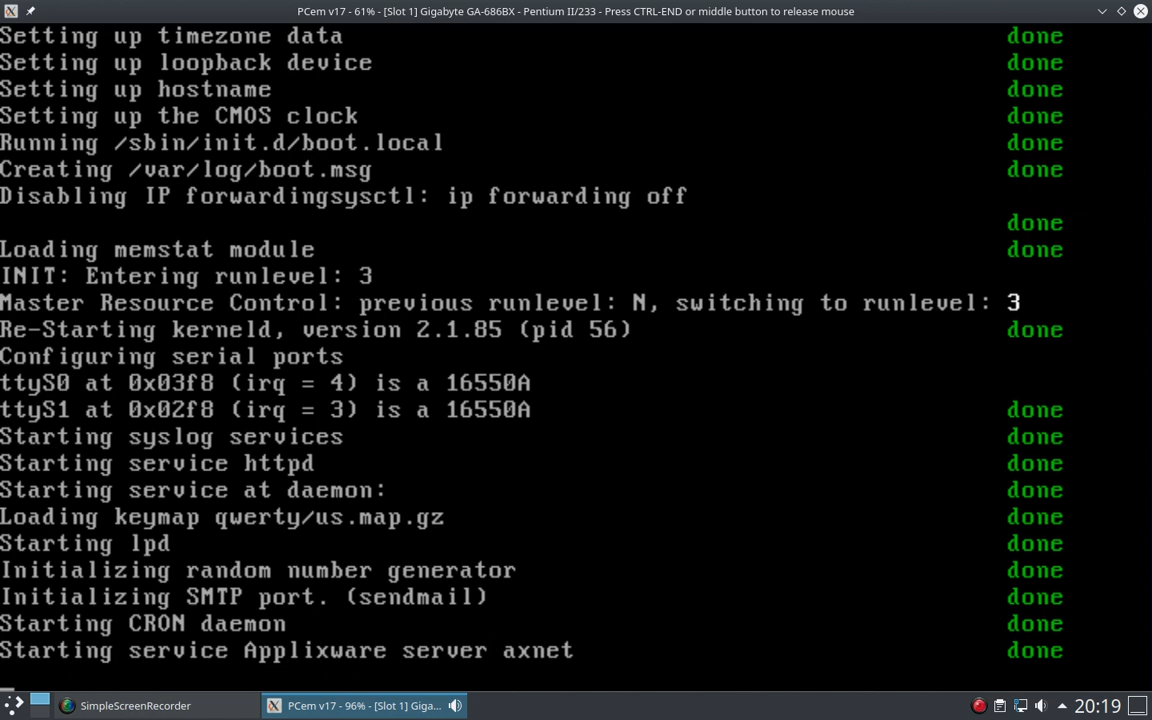 PCem v17 - 61% - [Slot 1] Gigabyte GA-686BX - Pentium II/233 - Press CTRL-END or middle button to release mouse
Setting up timezone data done
Setting up loopback device done
Setting up hostname done
Setting up the CMOS clock done
Running /sbin/init.d/boot.local done
Creating /var/log/boot.msg done
Disabling IP forwardingsysctl: ip forwarding off
done
Loading memstat module done
INIT: Entering runlevel: 3
Master Resource Control: previous runlevel: N, switching to runlevel: 3
Re-Starting kerneld, version 2.1.85 (pid 56) done
Configuring serial ports
ttyS0 at 0x03f8 (irq = 4) is a 16550A
ttyS1 at 0x02f8 (irq = 3) is a 16550A done
Starting syslog services done
Starting service httpd done
Starting service at daemon: done
Loading keymap qwerty/us.map.gz done
Starting lpd done
Initializing random number generator done
Initializing SMTP port. (sendmail) done
Starting CRON daemon done
Starting service Applixware server axnet done
SimpleScreenRecorder PCem v17 - 96% - [Slot 1] Giga... 20:19